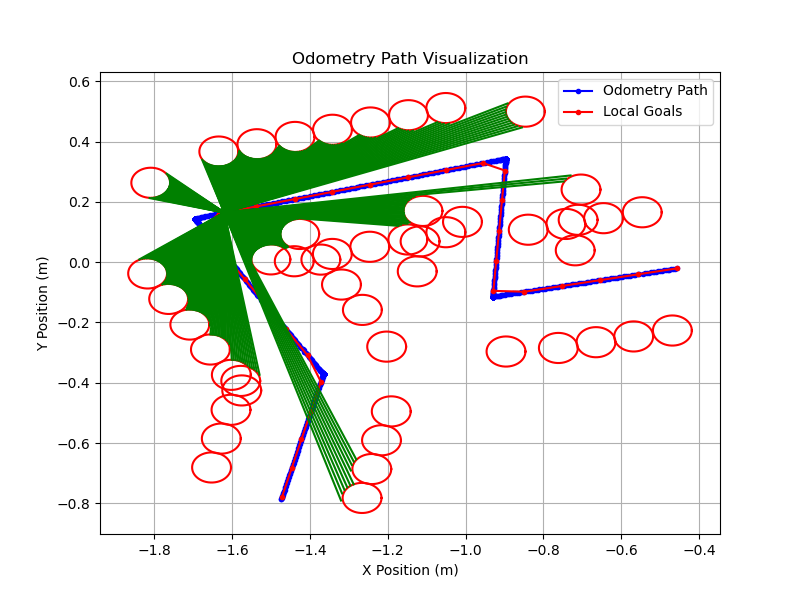 Odometry Path Visualization
Odometry Path
Local Goals
0.6
0.4
0.2
0.0
−0.2
−0.4
−0.6
−0.8
Y Position (m)
−1.8 −1.6 −1.4 −1.2 −1.0 −0.8 −0.6 −0.4
X Position (m)